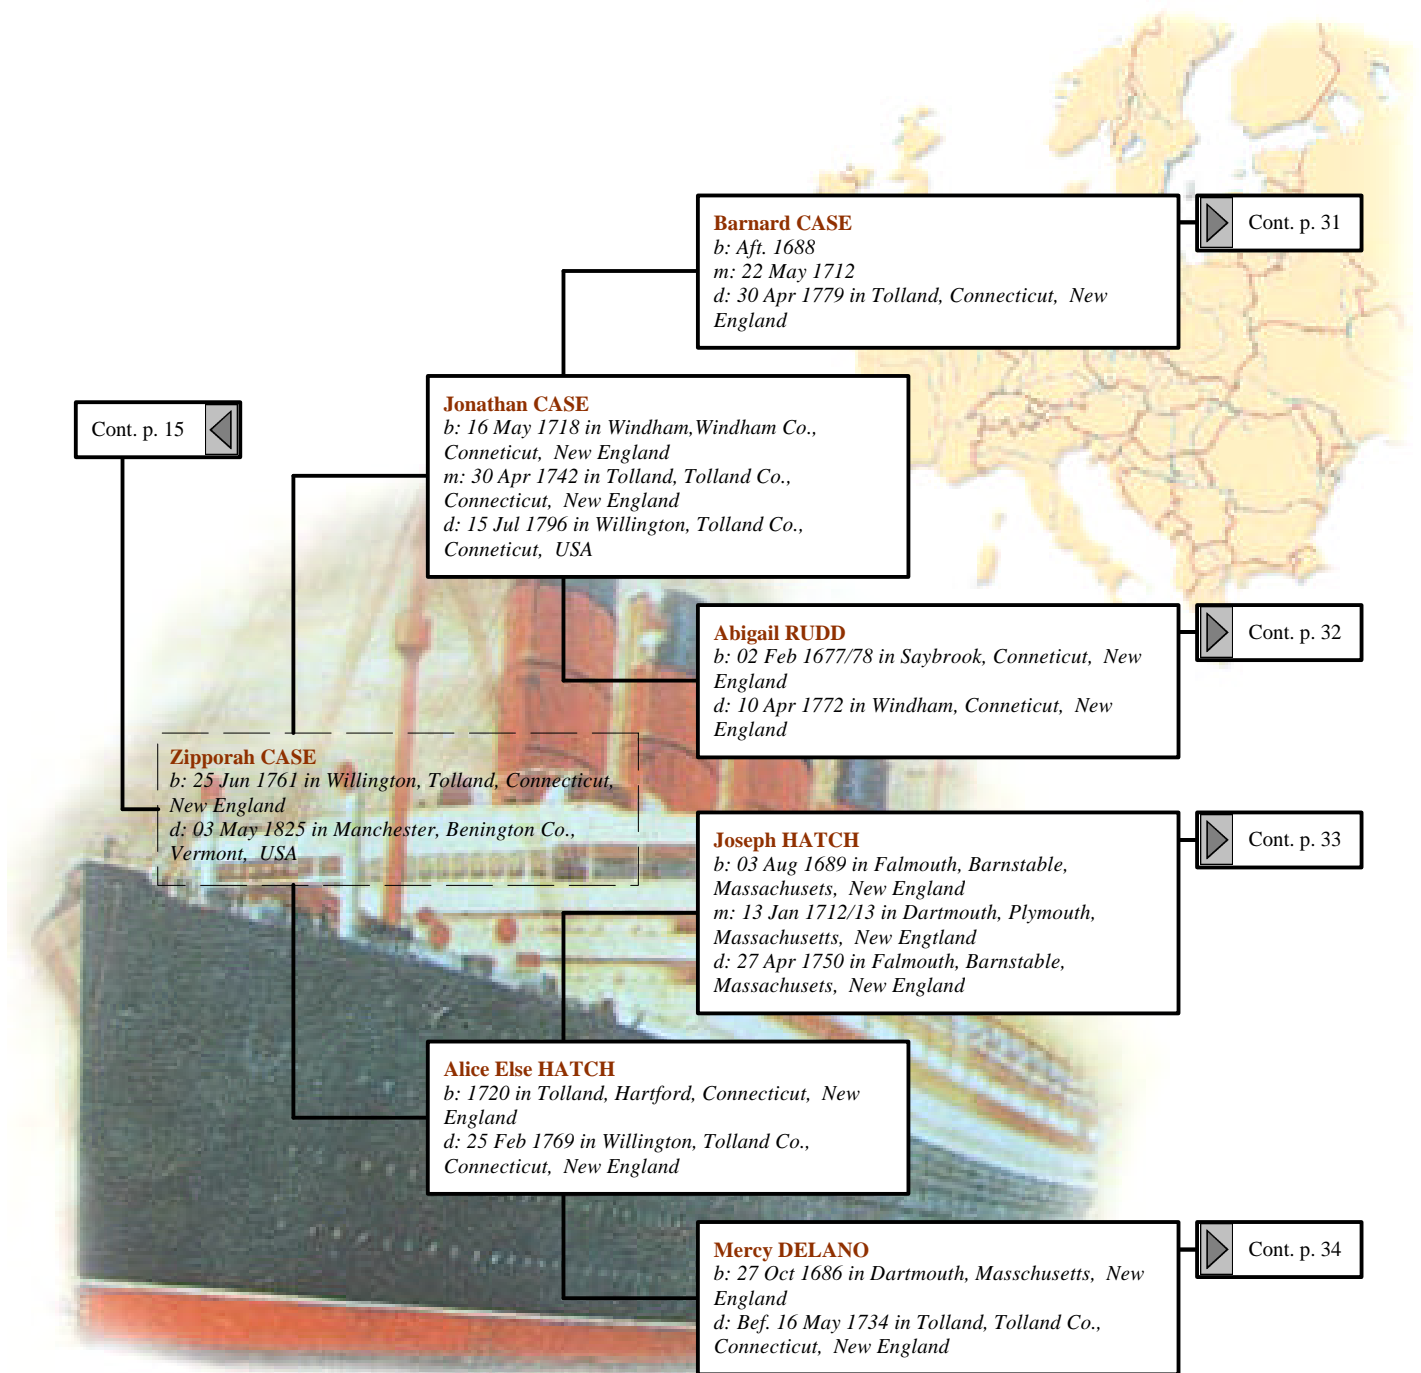 Barnard CASE
b: Aft. 1688
m: 22 May 1712
d: 30 Apr 1779 in Tolland, Connecticut, New
England
Cont. p. 31
Jonathan CASE
b: 16 May 1718 in Windham,Windham Co.,
Conneticut, New England
m: 30 Apr 1742 in Tolland, Tolland Co.,
Connecticut, New England
d: 15 Jul 1796 in Willington, Tolland Co.,
Conneticut, USA
Cont. p. 15
Abigail RUDD
b: 02 Feb 1677/78 in Saybrook, Conneticut, New
England
d: 10 Apr 1772 in Windham, Conneticut, New
England
Cont. p. 32
Zipporah CASE
b: 25 Jun 1761 in Willington, Tolland, Connecticut,
New England
d: 03 May 1825 in Manchester, Benington Co.,
Vermont, USA
Joseph HATCH
b: 03 Aug 1689 in Falmouth, Barnstable,
Massachusets, New England
m: 13 Jan 1712/13 in Dartmouth, Plymouth,
Massachusetts, New Engtland
d: 27 Apr 1750 in Falmouth, Barnstable,
Massachusets, New England
Cont. p. 33
Alice Else HATCH
b: 1720 in Tolland, Hartford, Connecticut, New
England
d: 25 Feb 1769 in Willington, Tolland Co.,
Connecticut, New England
Mercy DELANO
b: 27 Oct 1686 in Dartmouth, Masschusetts, New
England
d: Bef. 16 May 1734 in Tolland, Tolland Co.,
Connecticut, New England
Cont. p. 34